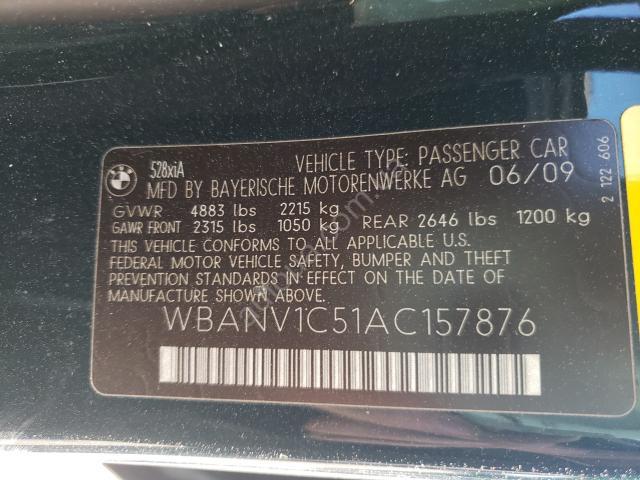 528xiA VEHICLE TYPE: PASSENGER CAR
MFD BY BAYERISCHE MOTORENWERKE AG 06/09
GVWR 4883 lbs 2215 kg
GAWR FRONT 2315 lbs 1050 kg REAR 2646 lbs 1200 kg
THIS VEHICLE CONFORMS TO ALL APPLICABLE U.S.
FEDERAL MOTOR VEHICLE SAFETY, BUMPER AND THEFT
PREVENTION STANDARDS IN EFFECT ON THE DATE OF
MANUFACTURE SHOWN ABOVE.
WBANV1C51AC157876
2 122 606